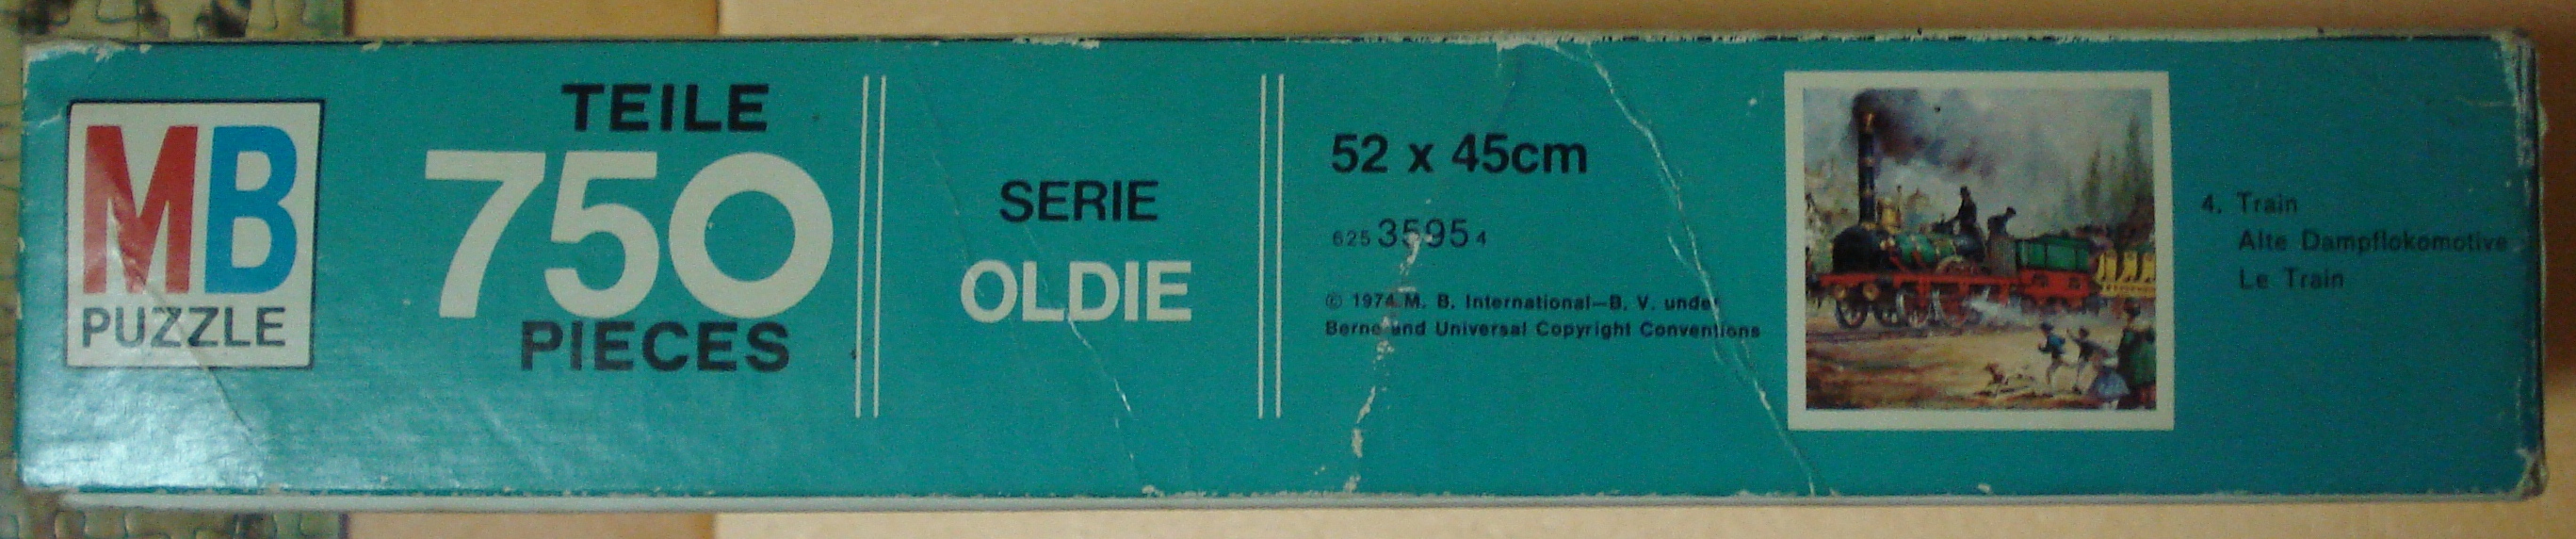 MB
PUZZLE
TEILE
750
PIECES
SERIE
OLDIE
52 x 45cm
625 3595 4
© 1974 M. B. International—B. V. under
Berne and Universal Copyright Conventions
4. Train
Alte Dampflokomotive
Le Train